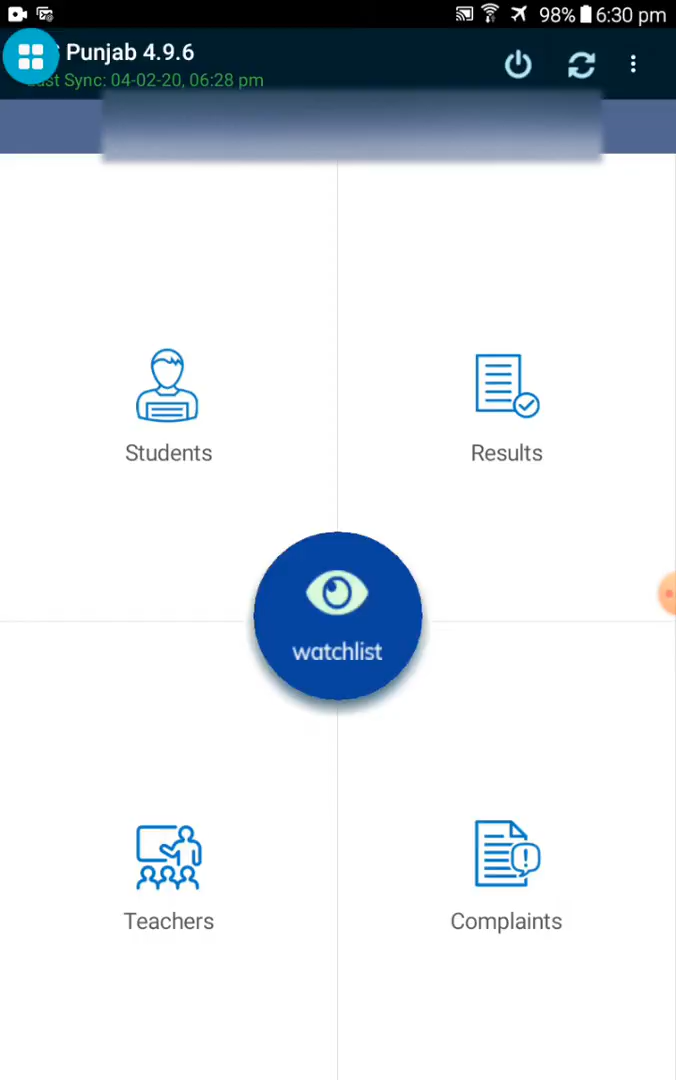 98% 6:30 pm
Punjab 4.9.6
Sync: 04-02-20, 06:28 pm
Students
Results
watchlist
Teachers
Complaints